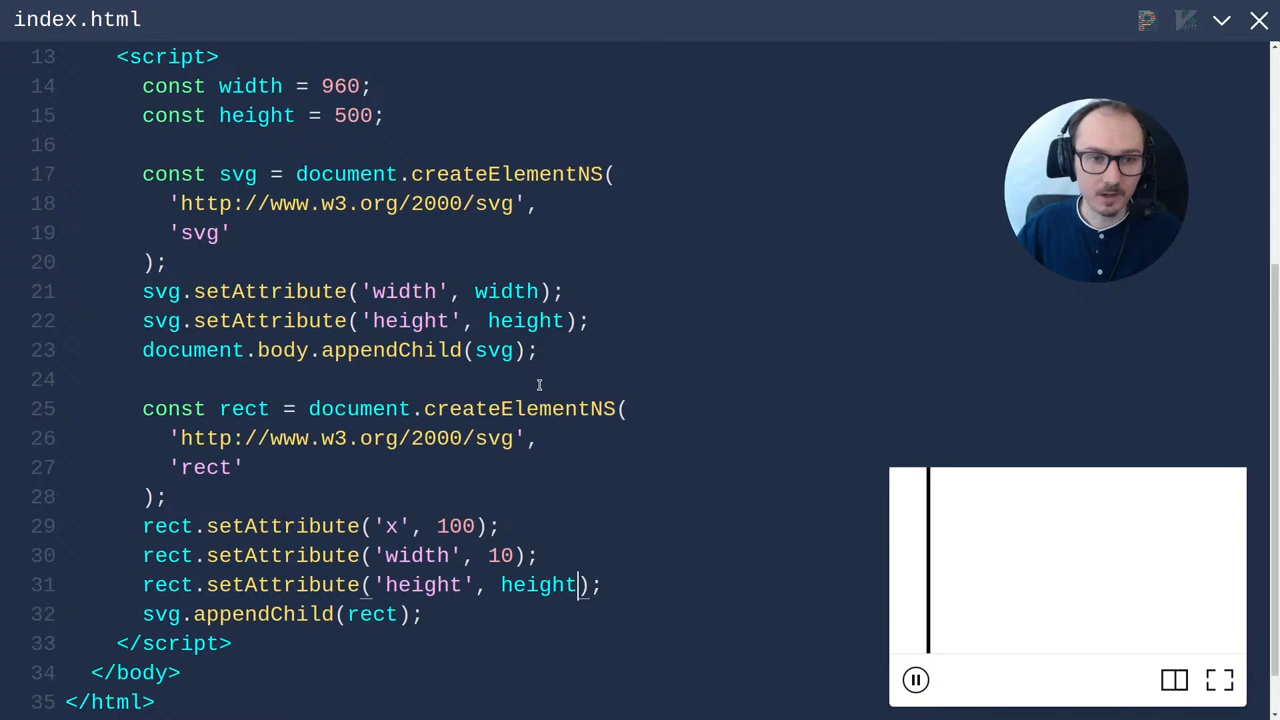 index.html
13 <script>
14 const width = 960;
15 const height = 500;
16
17 const svg = document.createElementNS(
18 'http://www.w3.org/2000/svg',
19 'svg'
20 );
21 svg.setAttribute('width', width);
22 svg.setAttribute('height', height);
23 document.body.appendChild(svg);
24
25 const rect = document.createElementNS(
26 'http://www.w3.org/2000/svg',
27 'rect'
28 );
29 rect.setAttribute('x', 100);
30 rect.setAttribute('width', 10);
31 rect.setAttribute('height', height);
32 svg.appendChild(rect);
33 </script>
34 </body>
35 </html>